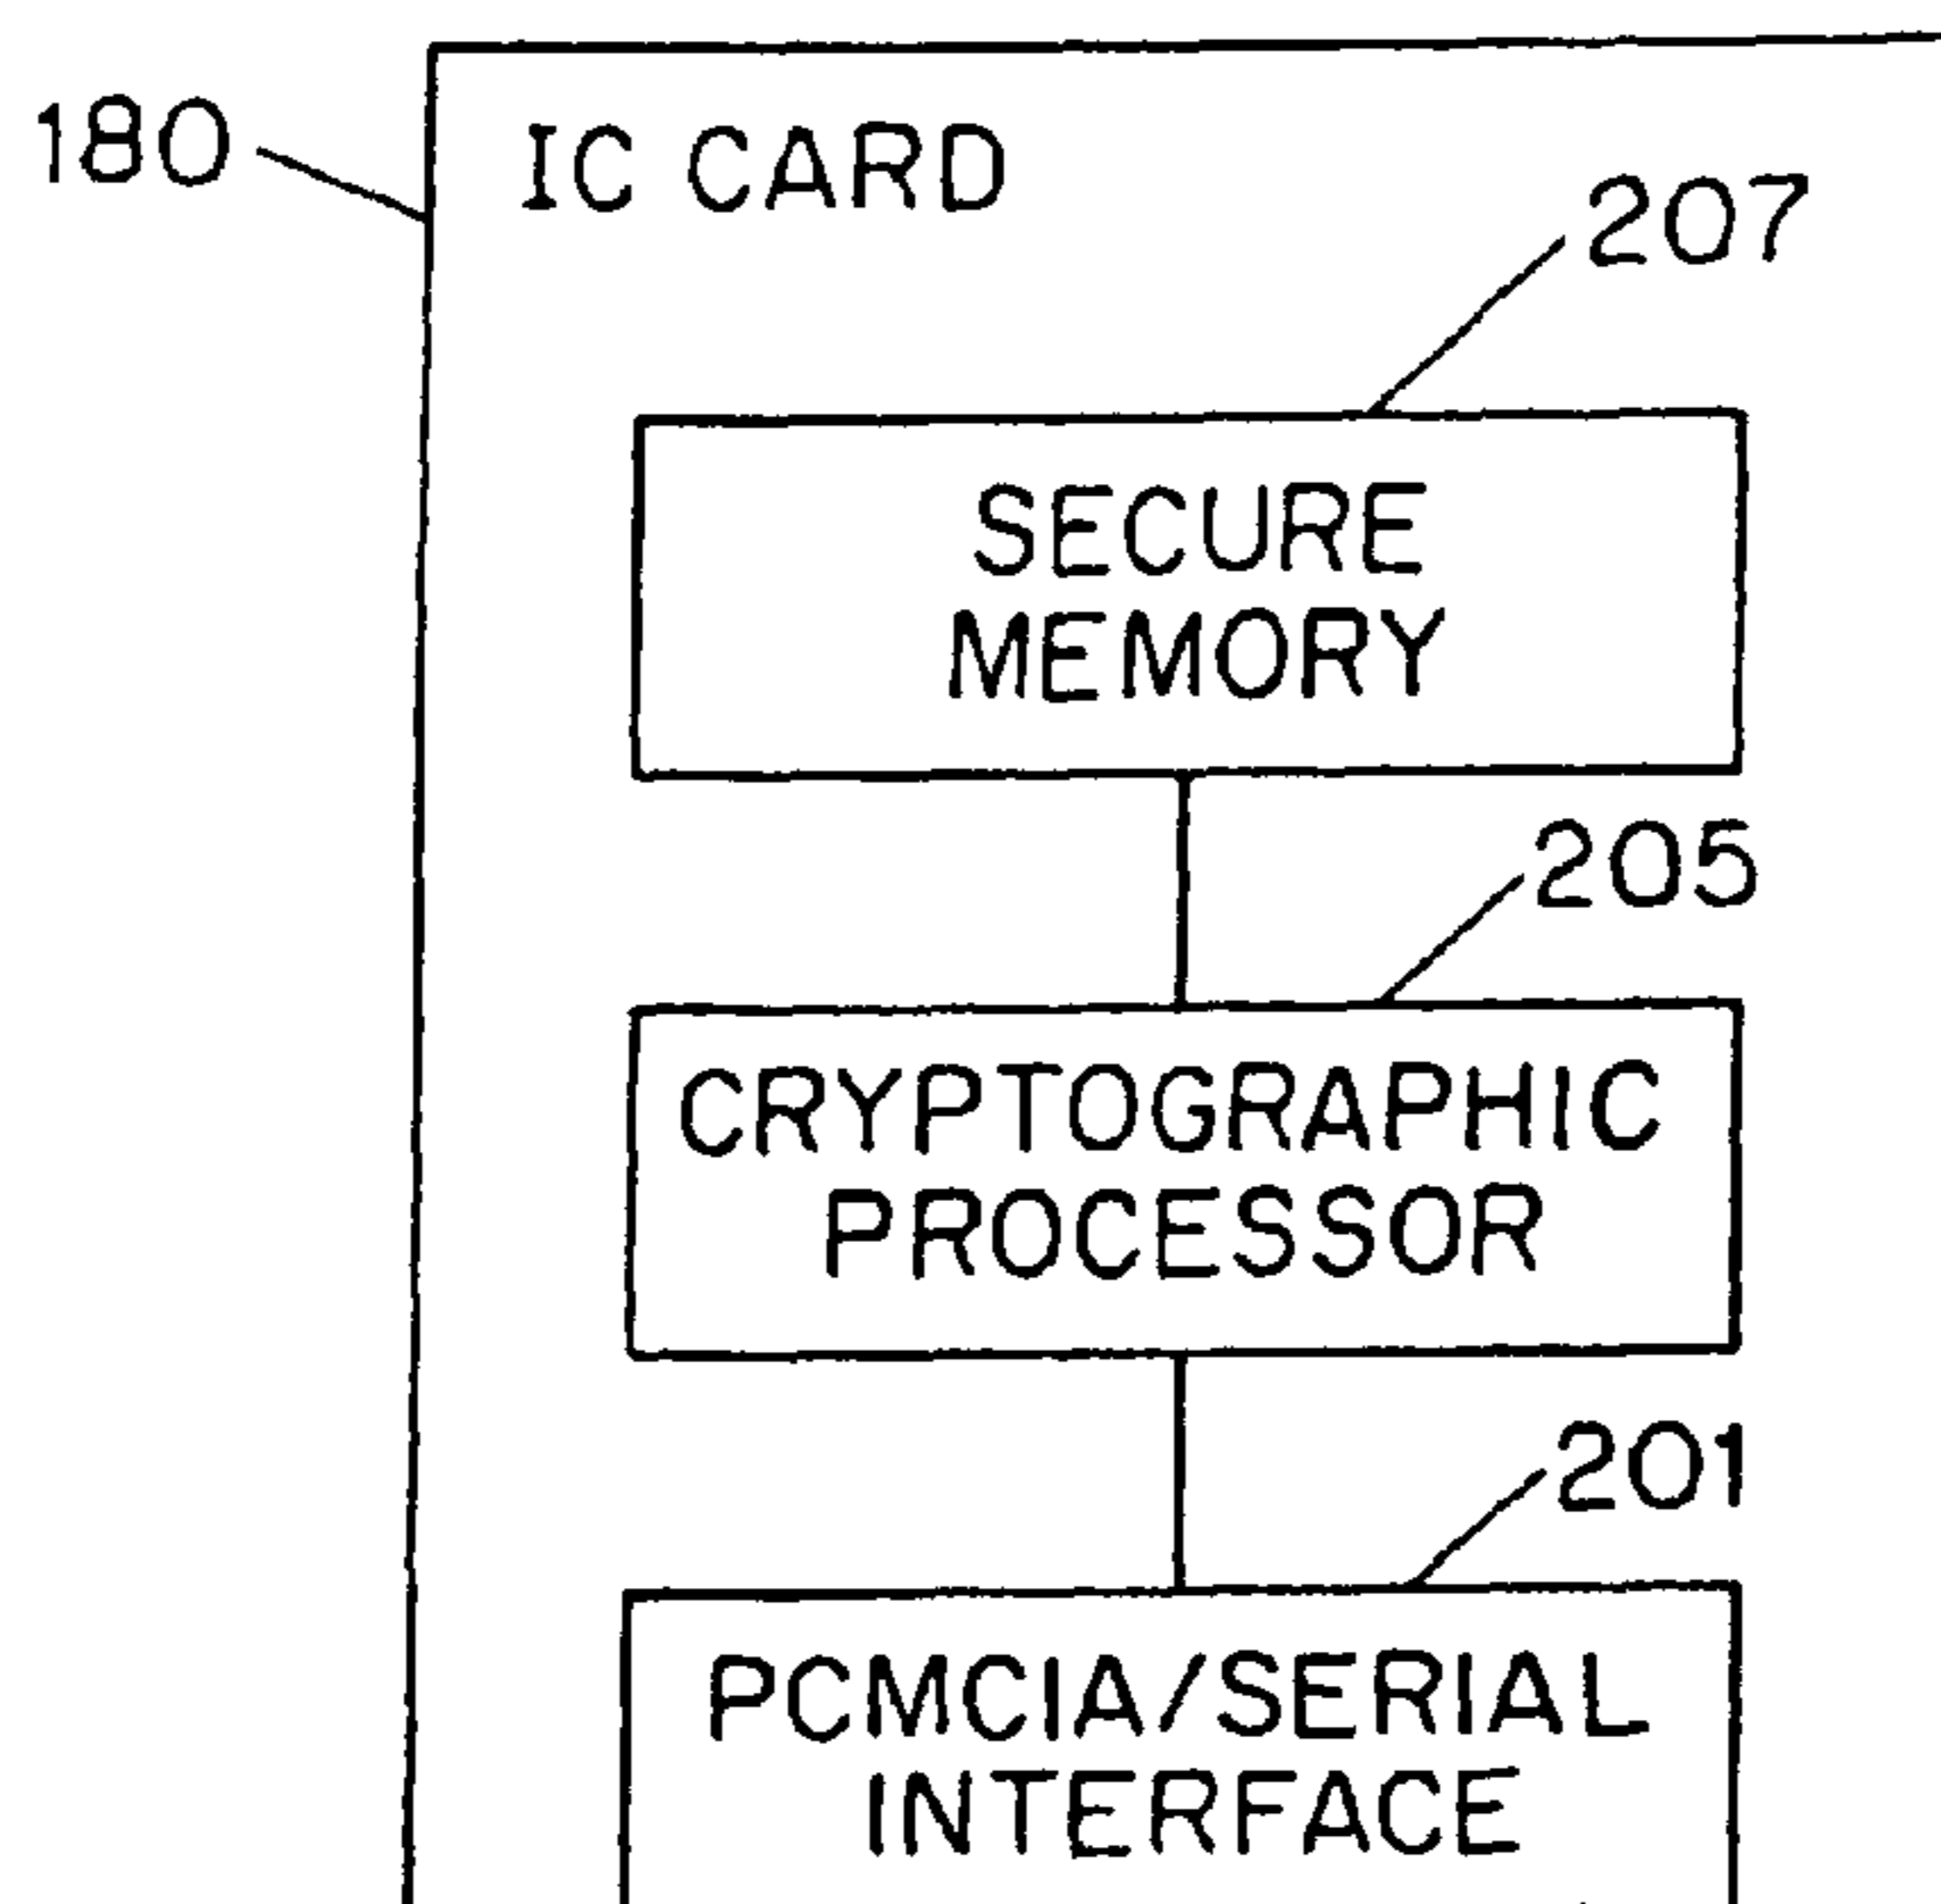 180
IC CARD
207
SECURE
MEMORY
205
CRYPTOGRAPHIC
PROCESSOR
201
PCMCIA/SERIAL
INTERFACE